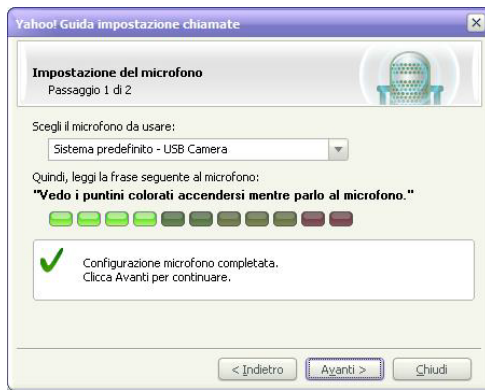 Yahoo! Guida impostazione chiamate
Impostazione del microfono
Passaggio 1 di 2
Scegli il microfono da usare:
Sistema predefinito - USB Camera
Quindi, leggi la frase seguente al microfono:
"Vedo i puntini colorati accendersi mentre parlo al microfono."
Configurazione microfono completata.
Clicca Avanti per continuare.
< Indietro
Avanti >
Chiudi